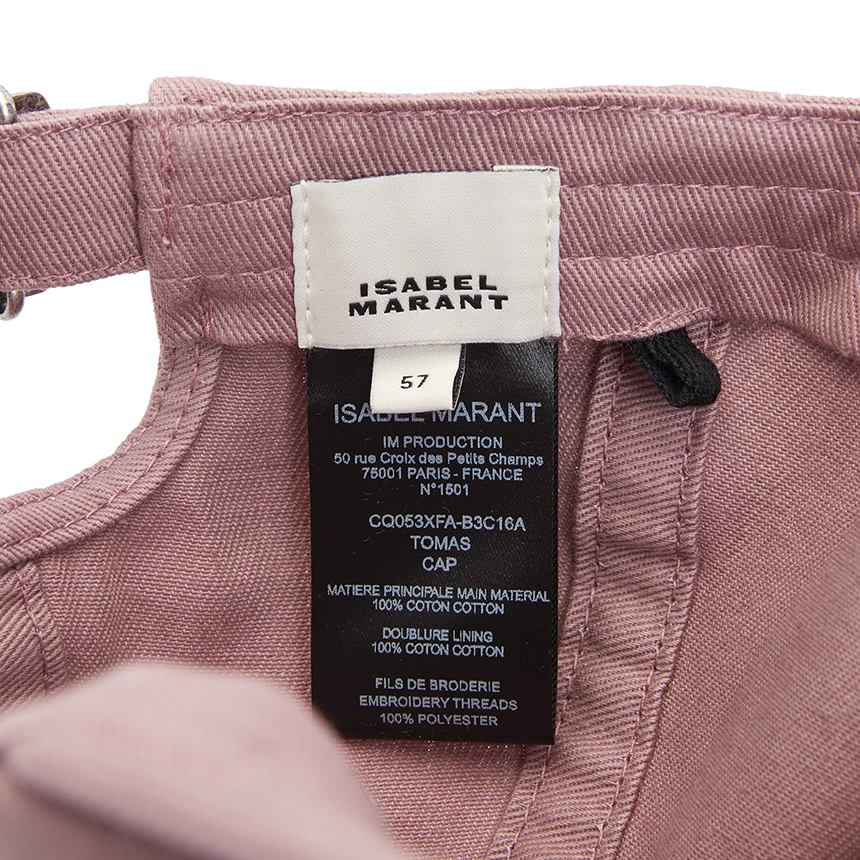 ISABEL
MARANT
57
ISABEL MARANT
IM PRODUCTION
50 rue Croix des Petits Champs
75001 PARIS - FRANCE
N°1501
CQ053XFA-B3C16A
TOMAS
CAP
MATIERE PRINCIPALE MAIN MATERIAL
100% COTON COTTON
DOUBLURE LINING
100% COTON COTTON
FILS DE BRODERIE
EMBROIDERY THREADS
100% POLYESTER